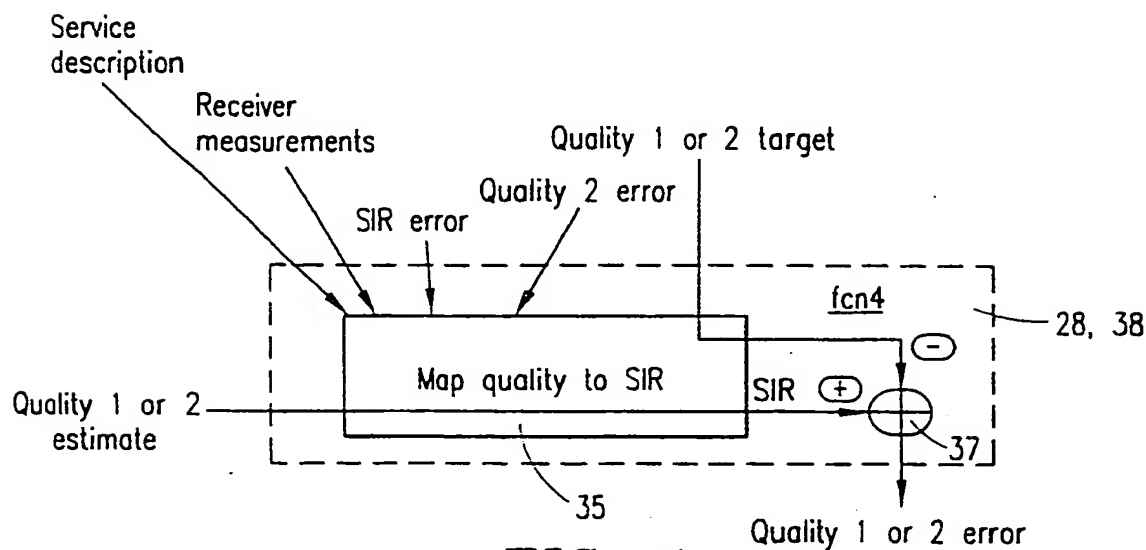 Service
description
Receiver
measurements
Quality 1 or 2 target
Quality 2 error
SIR error
fcn4
28, 38
−
Map quality to SIR
SIR +
Quality 1 or 2
estimate
37
35
Quality 1 or 2 error